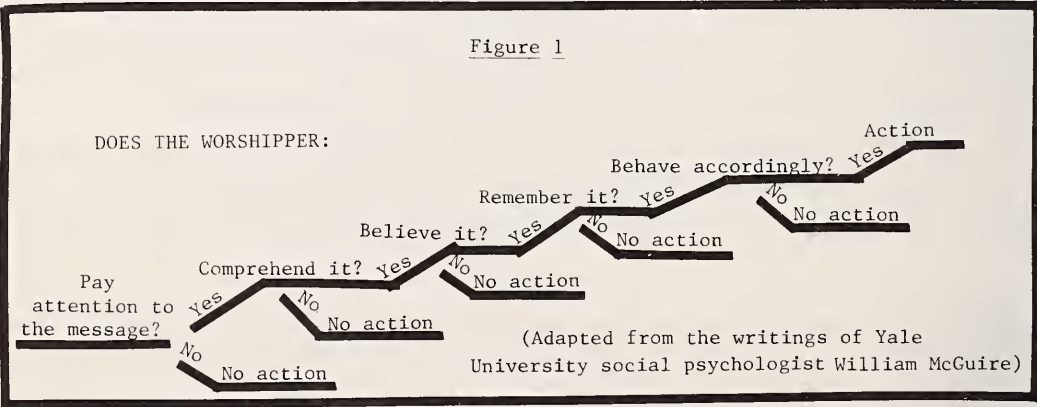 Figure 1
DOES THE WORSHIPPER:
Pay
attention to
the message?
Yes
No
No action
Comprehend it?
Yes
No
No action
Believe it?
Yes
No
No action
Remember it?
Yes
No
No action
Behave accordingly?
Yes
No
No action
Action
(Adapted from the writings of Yale
University social psychologist William McGuire)